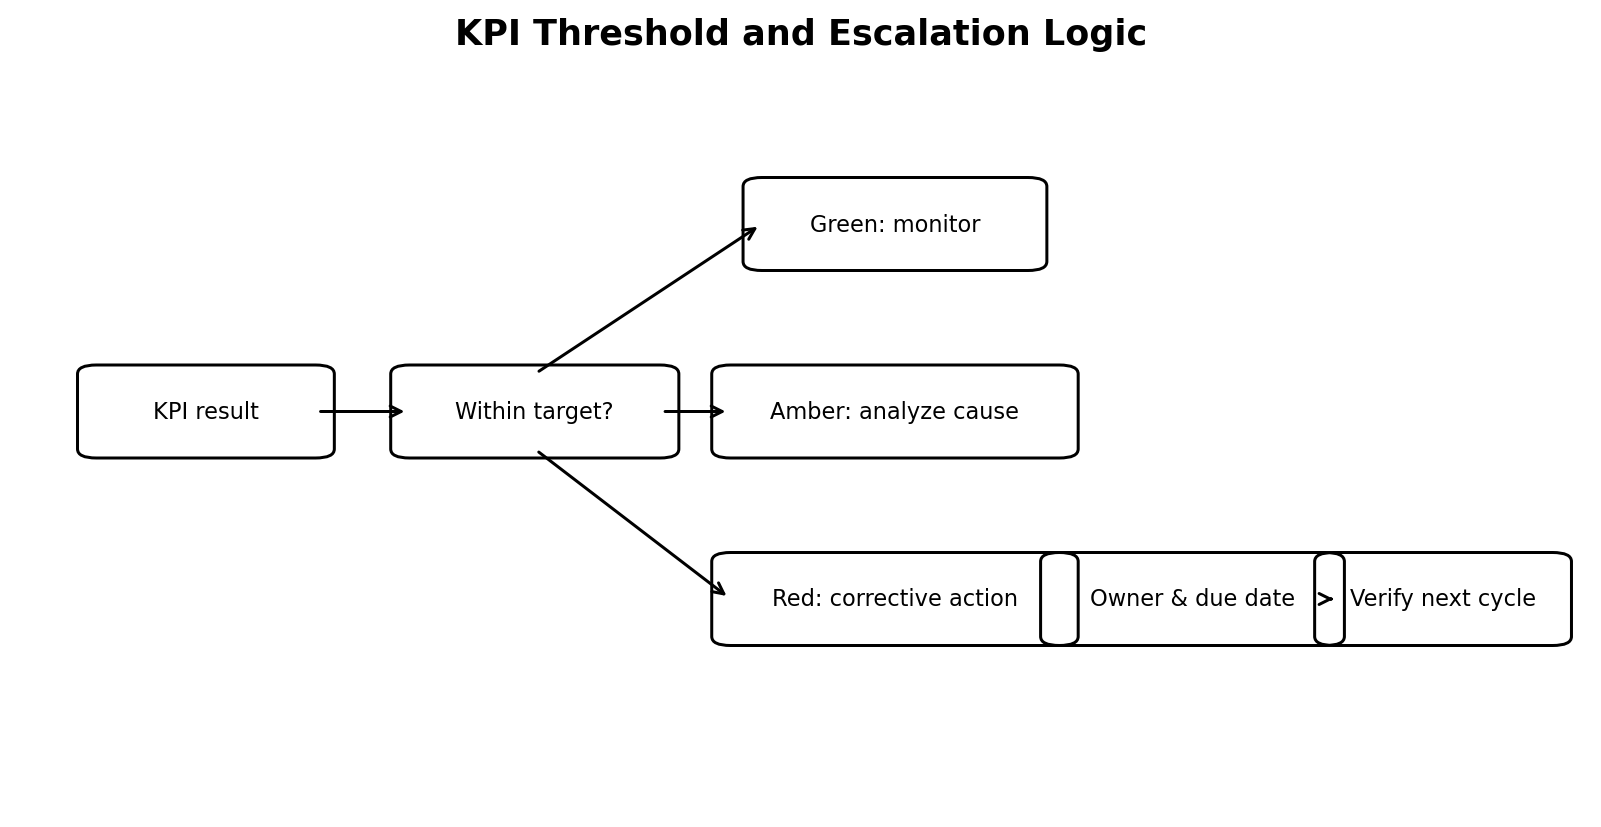 KPI Threshold and Escalation Logic
Green: monitor
KPI result
Within target?
Amber: analyze cause
Red: corrective action
Owner & due date
Verify next cycle